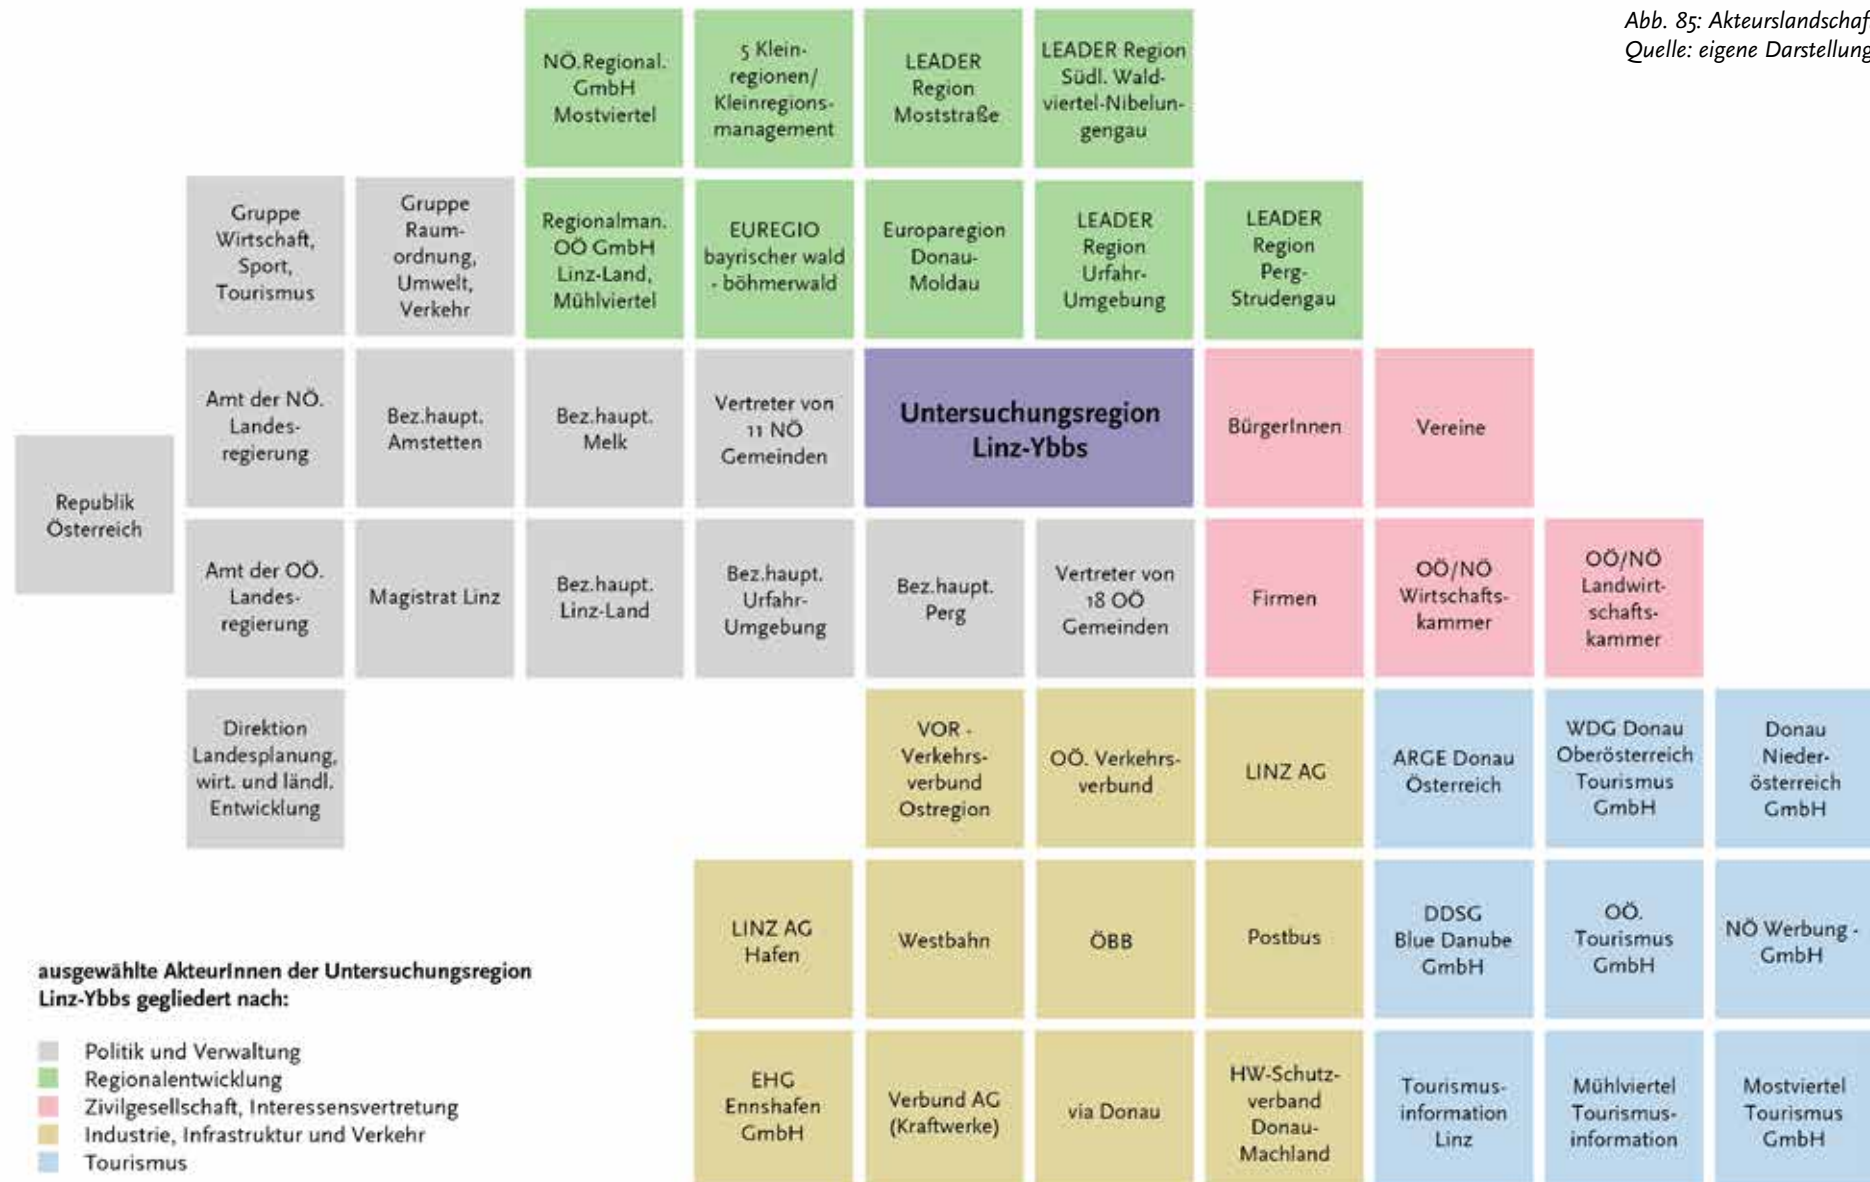 Abb. 85: Akteurslandschaf
Quelle: eigene Darstellung
NÖ.Regional.
GmbH
Mostviertel
5 Klein-
regionen/
Kleinregions-
management
LEADER
Region
Moststraße
LEADER Region
Südl. Wald-
viertel-Nibelun-
gengau
Gruppe
Wirtschaft,
Sport,
Tourismus
Gruppe
Raum-
ordnung,
Umwelt,
Verkehr
Regionalman.
OÖ GmbH
Linz-Land,
Mühlviertel
EUREGIO
bayrischer wald
- böhmerwald
Europaregion
Donau-
Moldau
LEADER
Region
Urfahr-
Umgebung
LEADER
Region
Perg-
Strudengau
Republik
Österreich
Amt der NÖ.
Landes-
regierung
Bez.haupt.
Amstetten
Bez.haupt.
Melk
Vertreter von
11 NÖ
Gemeinden
Untersuchungsregion
Linz-Ybbs
BürgerInnen
Vereine
Amt der OÖ.
Landes-
regierung
Magistrat Linz
Bez.haupt.
Linz-Land
Bez.haupt.
Urfahr-
Umgebung
Bez.haupt.
Perg
Vertreter von
18 OÖ
Gemeinden
Firmen
OÖ/NÖ
Wirtschafts-
kammer
OÖ/NÖ
Landwirt-
schafts-
kammer
Direktion
Landesplanung,
wirt. und ländl.
Entwicklung
VOR -
Verkehrs-
verbund
Ostregion
OÖ. Verkehrs-
verbund
LINZ AG
ARGE Donau
Österreich
WDG Donau
Oberösterreich
Tourismus
GmbH
Donau
Nieder-
österreich
GmbH
LINZ AG
Hafen
Westbahn
ÖBB
Postbus
DDSG
Blue Danube
GmbH
OÖ.
Tourismus
GmbH
NÖ Werbung -
GmbH
EHG
Ennshafen
GmbH
Verbund AG
(Kraftwerke)
via Donau
HW-Schutz-
verband
Donau-
Machland
Tourismus-
information
Linz
Mühlviertel
Tourismus-
information
Mostviertel
Tourismus
GmbH
ausgewählte AkteurInnen der Untersuchungsregion
Linz-Ybbs gegliedert nach:
Politik und Verwaltung
Regionalentwicklung
Zivilgesellschaft, Interessensvertretung
Industrie, Infrastruktur und Verkehr
Tourismus